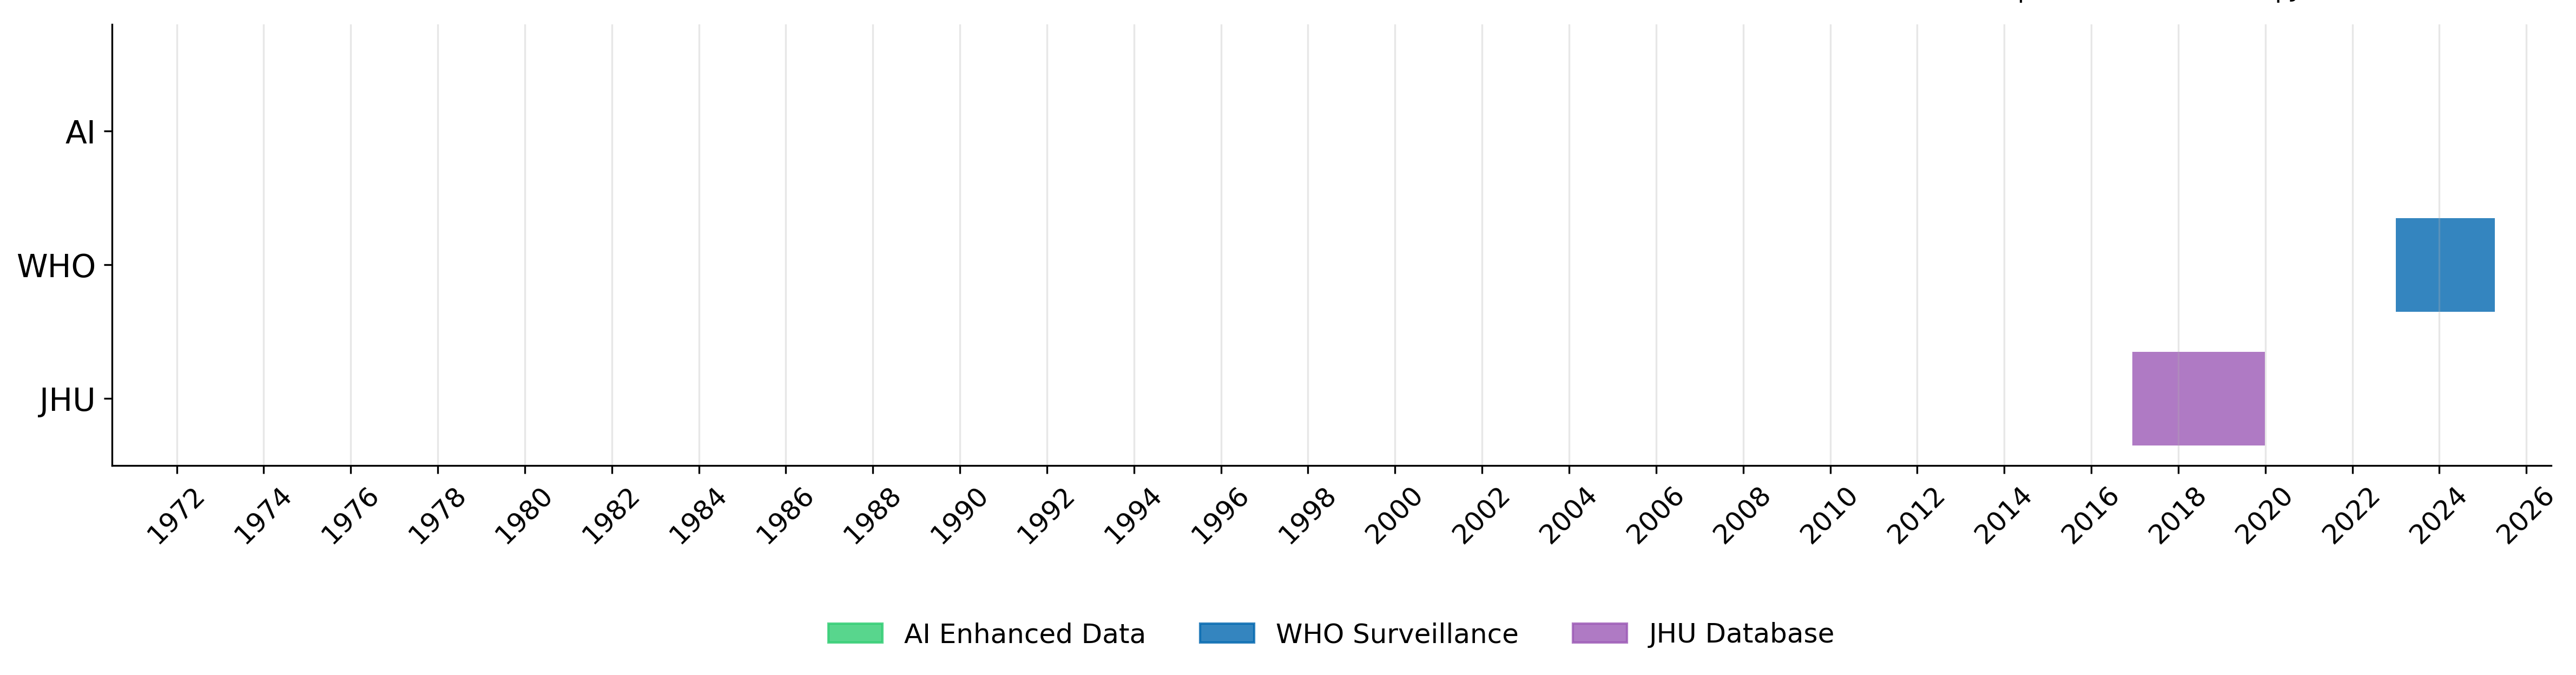 AI
WHO
JHU
1972 1974 1976 1978 1980 1982 1984 1986 1988 1990 1992 1994 1996 1998 2000 2002 2004 2006 2008 2010 2012 2014 2016 2018 2020 2022 2024 2026
AI Enhanced Data WHO Surveillance JHU Database